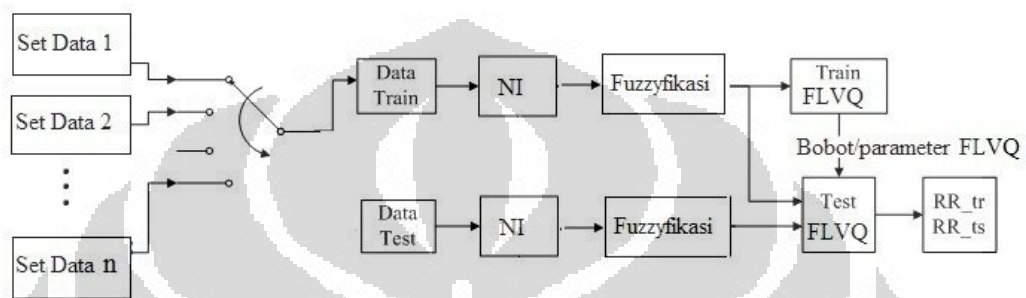 Set Data 1
Set Data 2
Set Data n
Data
Train
NI
Fuzzyfikasi
Train
FLVQ
Bobot/parameter FLVQ
Data
Test
NI
Fuzzyfikasi
Test
FLVQ
RR_tr
RR_ts